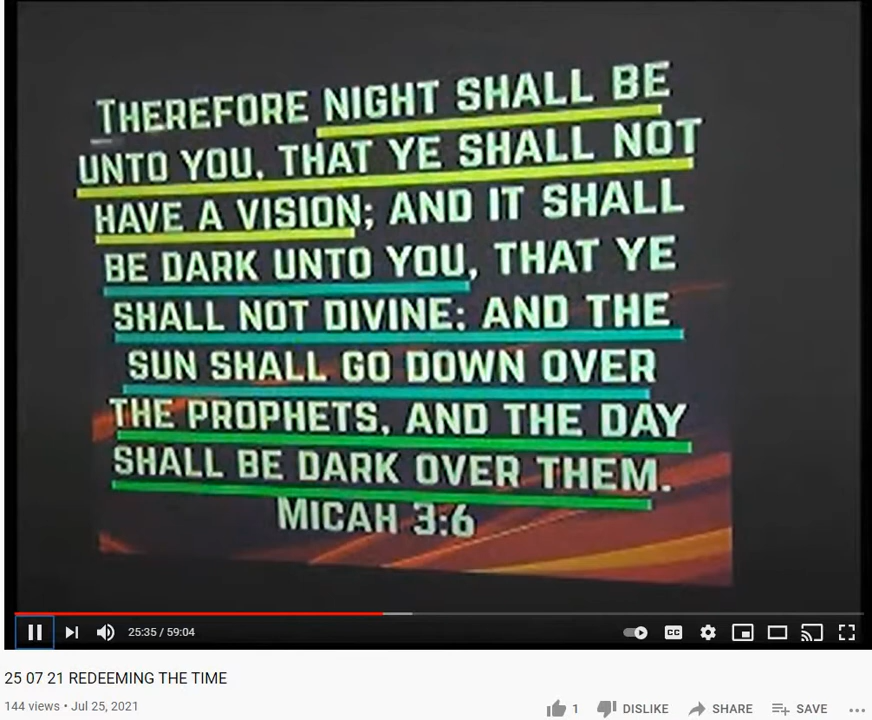 THEREFORE NIGHT SHALL BE
UNTO YOU, THAT YE SHALL NOT
HAVE A VISION; AND IT SHALL
BE DARK UNTO YOU, THAT YE
SHALL NOT DIVINE; AND THE
SUN SHALL GO DOWN OVER
THE PROPHETS, AND THE DAY
SHALL BE DARK OVER THEM.
MICAH 3:6
25:35 / 59:04
CC
25 07 21 REDEEMING THE TIME
144 views • Jul 25, 2021
1 DISLIKE SHARE SAVE ...